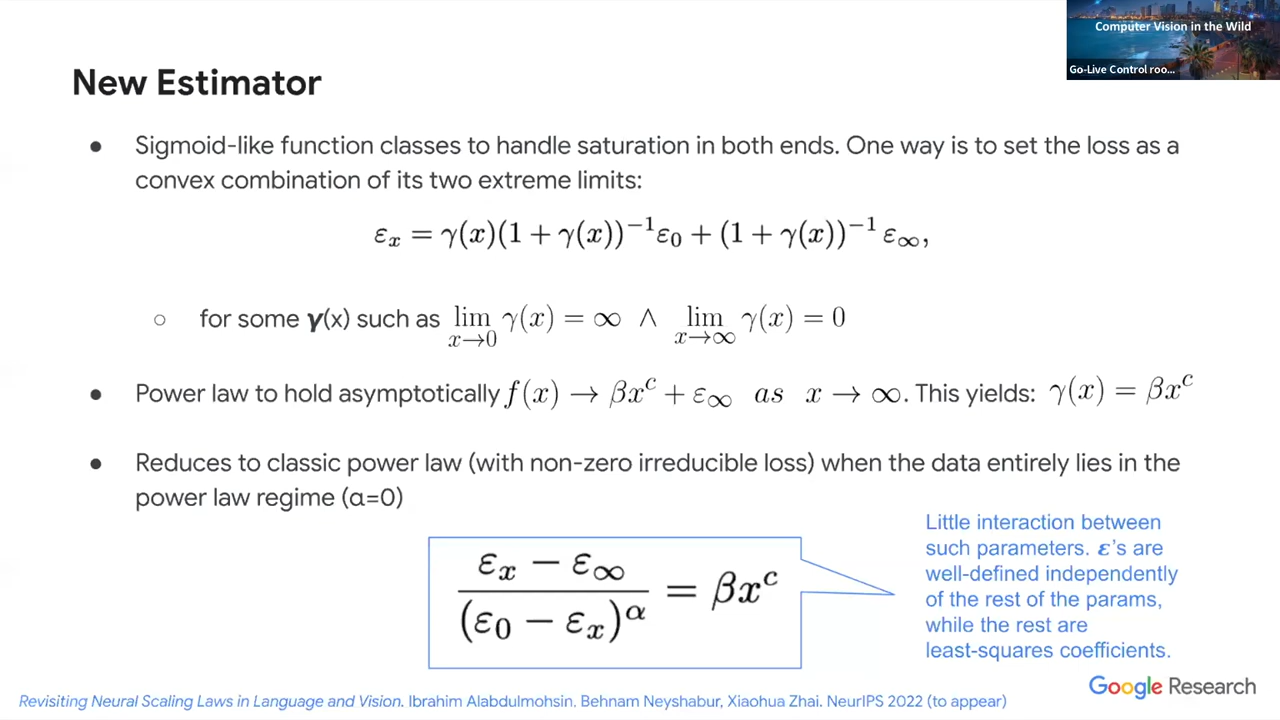 Computer Vision in the Wild
Go-Live Control roo...
New Estimator
● Sigmoid-like function classes to handle saturation in both ends. One way is to set the loss as a
convex combination of its two extreme limits:
εₓ = γ(x)(1 + γ(x))⁻¹ε₀ + (1 + γ(x))⁻¹ ε∞,
○ for some γ(x) such as lim x→0 γ(x) = ∞ ∧ lim x→∞ γ(x) = 0
● Power law to hold asymptotically f(x) → βxᶜ + ε∞ as x → ∞. This yields: γ(x) = βxᶜ
● Reduces to classic power law (with non-zero irreducible loss) when the data entirely lies in the
power law regime (α=0)
εₓ − ε∞
(ε₀ − εₓ)^α = βxᶜ
Little interaction between
such parameters. ε's are
well-defined independently
of the rest of the params,
while the rest are
least-squares coefficients.
Google Research
Revisiting Neural Scaling Laws in Language and Vision. Ibrahim Alabdulmohsin, Behnam Neyshabur, Xiaohua Zhai. NeurIPS 2022 (to appear)